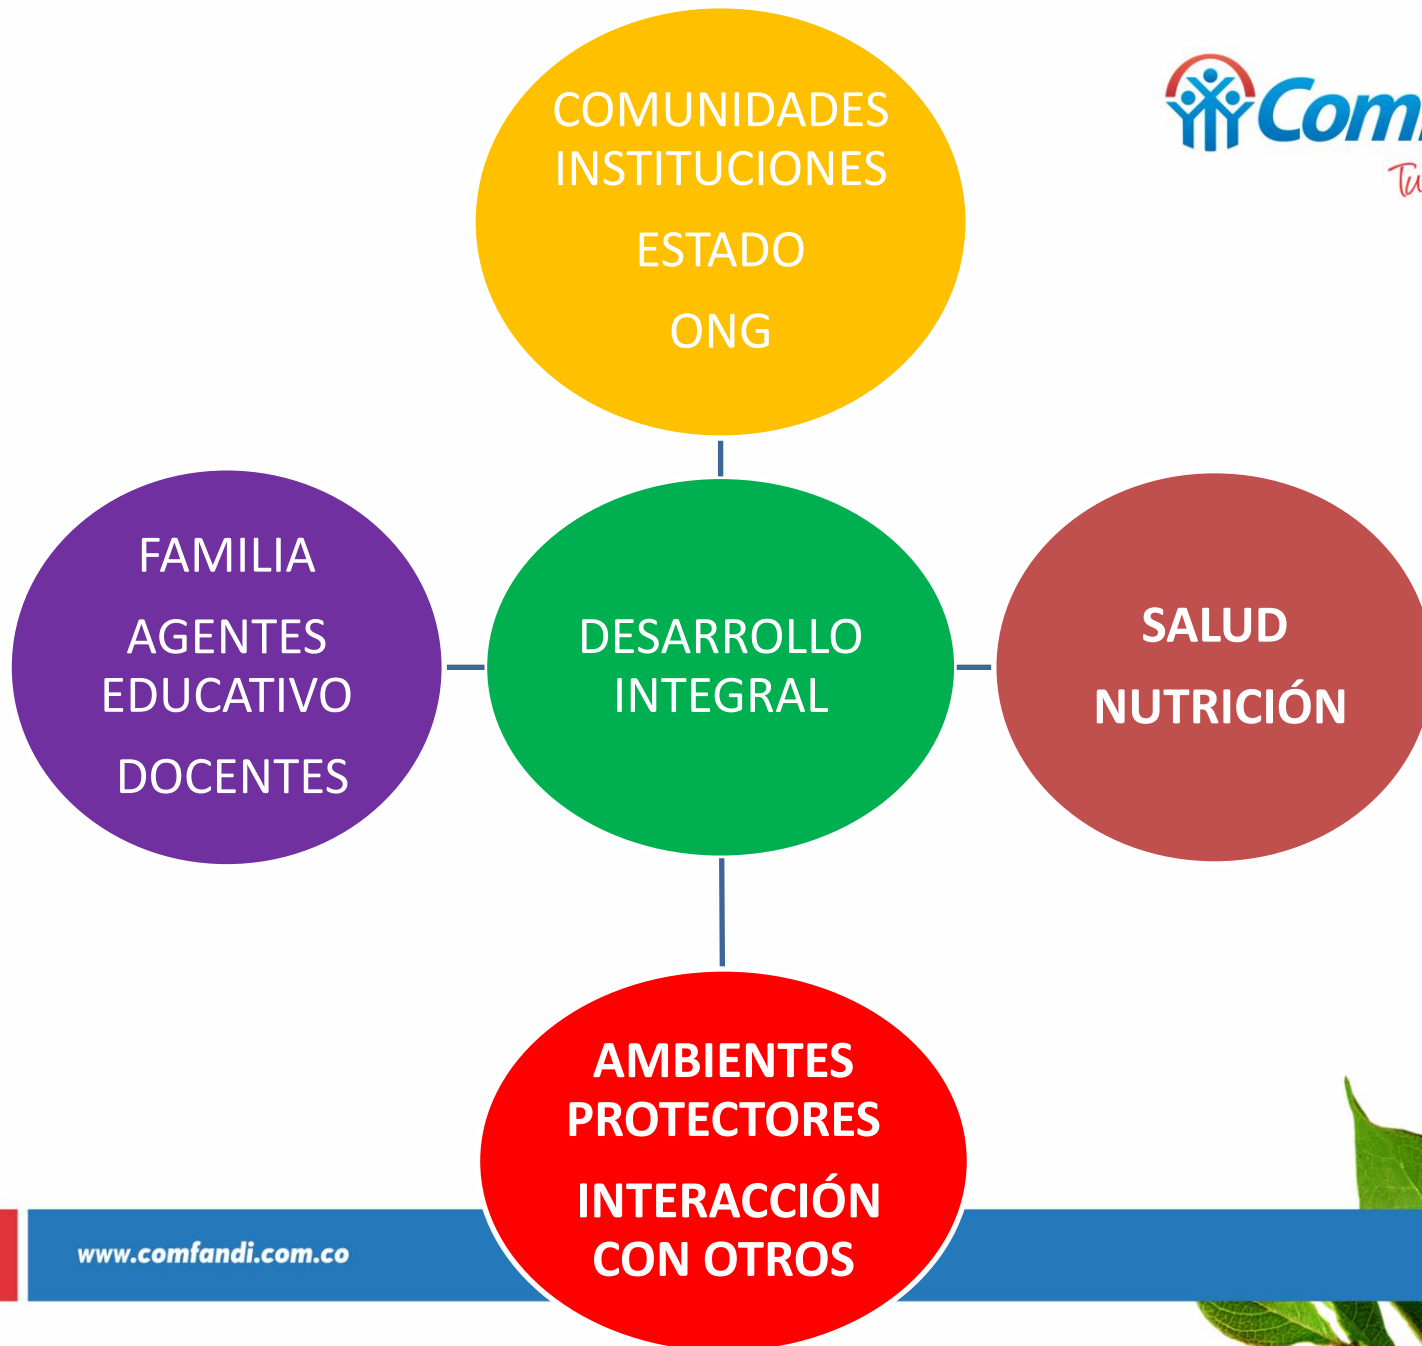 COMUNIDADES
INSTITUCIONES
ESTADO
ONG
FAMILIA
AGENTES
EDUCATIVO
DOCENTES
DESARROLLO
INTEGRAL
SALUD
NUTRICIÓN
AMBIENTES
PROTECTORES
INTERACCIÓN
CON OTROS
www.comfandi.com.co
Tu